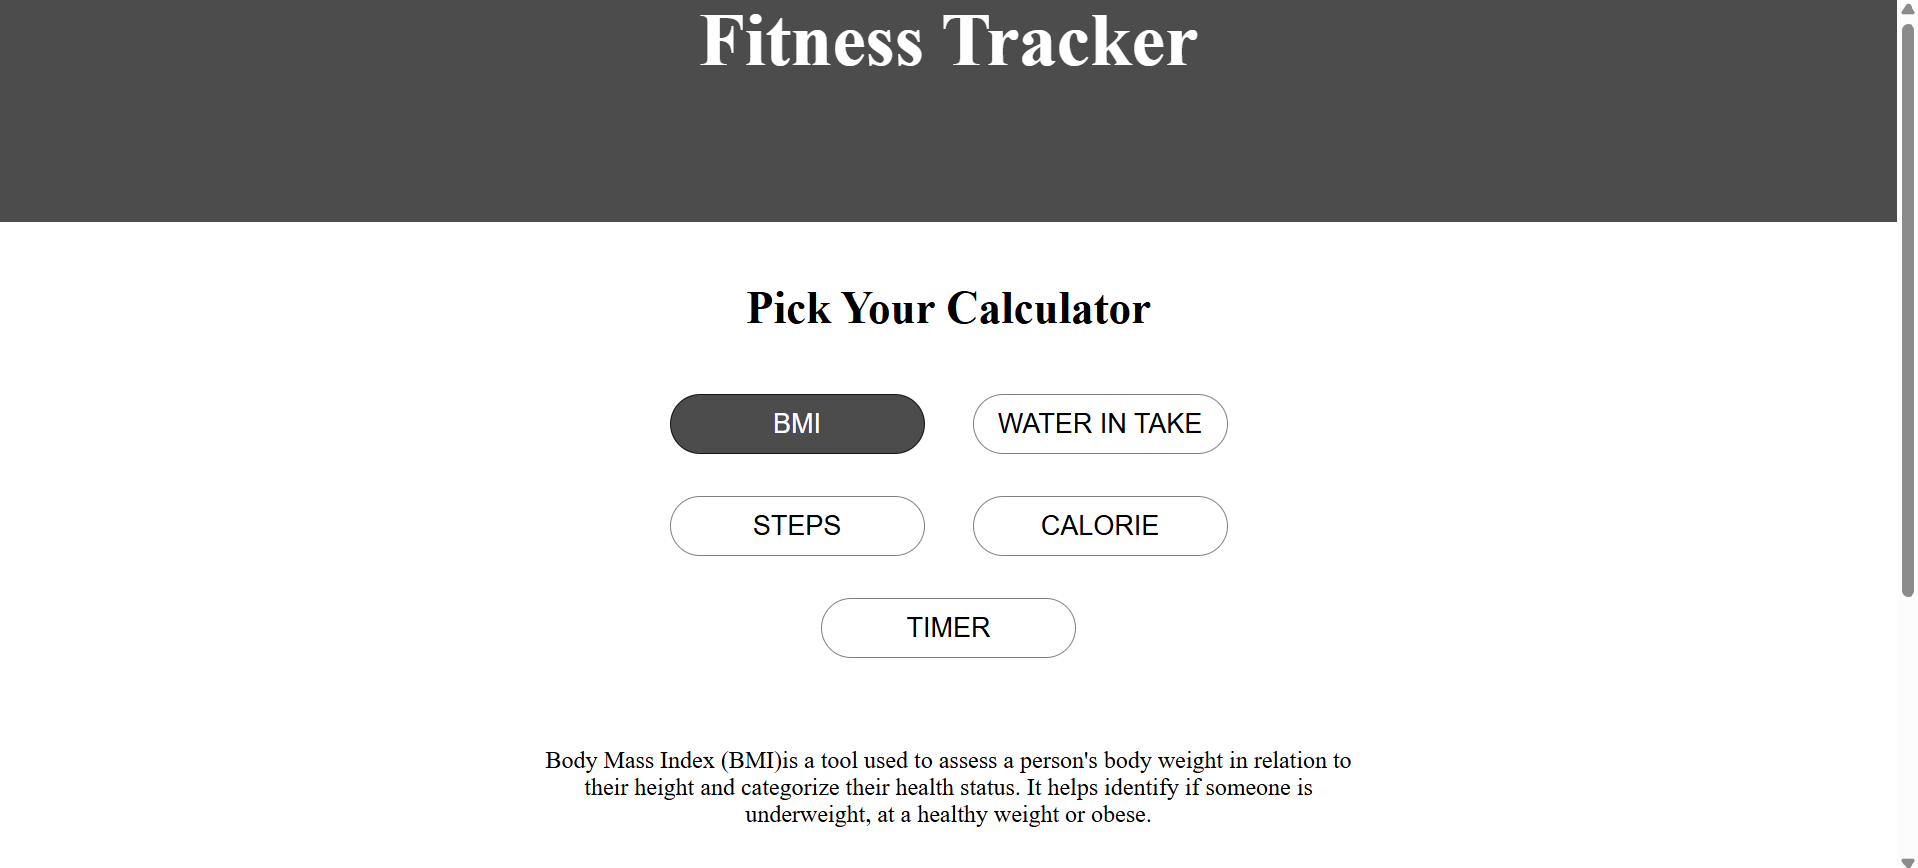 Fitness Tracker
Pick Your Calculator
BMI
WATER IN TAKE
STEPS
CALORIE
TIMER
Body Mass Index (BMI)is a tool used to assess a person's body weight in relation to
their height and categorize their health status. It helps identify if someone is
underweight, at a healthy weight or obese.